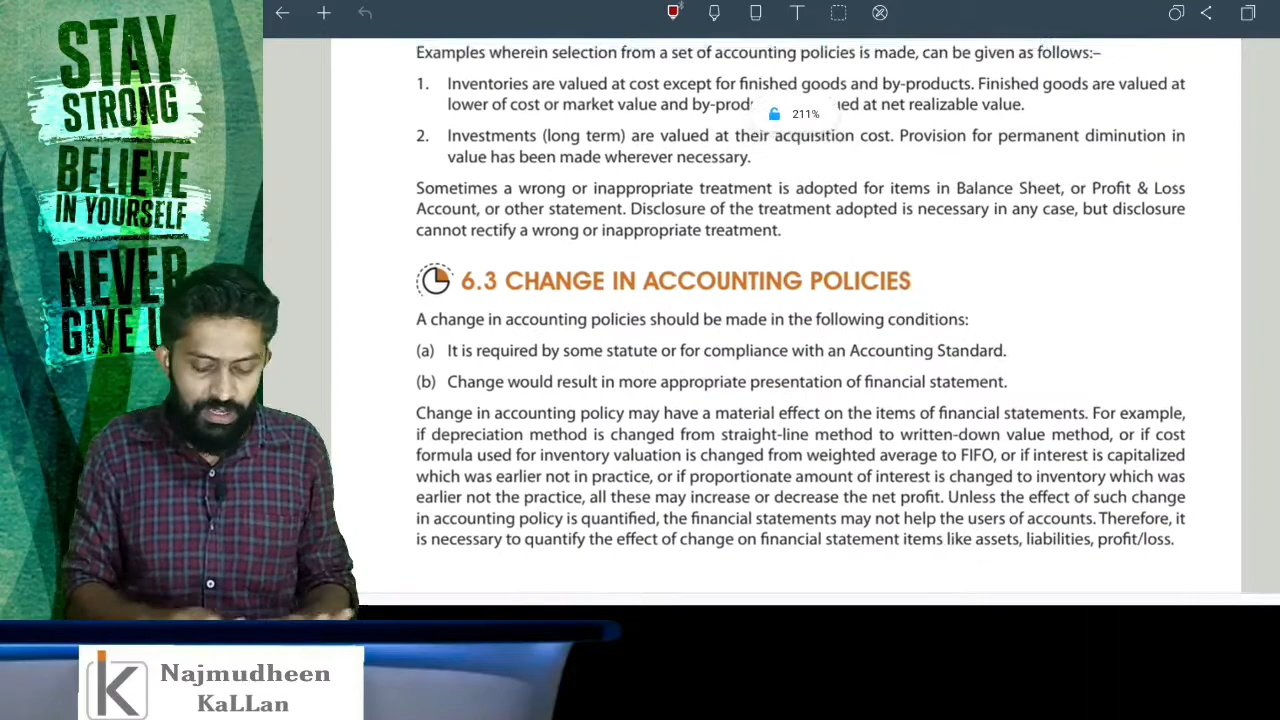 STAY
STRONG
BELIEVE
IN YOURSELF
NEVER
GIVE
Examples wherein selection from a set of accounting policies is made, can be given as follows:–
1. Inventories are valued at cost except for finished goods and by-products. Finished goods are valued at
lower of cost or market value and at net realizable value.
211%
2. Investments (long term) are valued at their acquisition cost. Provision for permanent diminution in
value has been made wherever necessary.
Sometimes a wrong or inappropriate treatment is adopted for items in Balance Sheet, or Profit & Loss
Account, or other statement. Disclosure of the treatment adopted is necessary in any case, but disclosure
cannot rectify a wrong or inappropriate treatment.
6.3 CHANGE IN ACCOUNTING POLICIES
A change in accounting policies should be made in the following conditions:
(a) It is required by some statute or for compliance with an Accounting Standard.
(b) Change would result in more appropriate presentation of financial statement.
Change in accounting policy may have a material effect on the items of financial statements. For example,
if depreciation method is changed from straight-line method to written-down value method, or if cost
formula used for inventory valuation is changed from weighted average to FIFO, or if interest is capitalized
which was earlier not in practice, or if proportionate amount of interest is changed to inventory which was
earlier not the practice, all these may increase or decrease the net profit. Unless the effect of such change
in accounting policy is quantified, the financial statements may not help the users of accounts. Therefore, it
is necessary to quantify the effect of change on financial statement items like assets, liabilities, profit/loss.
Najmudheen
KaLLan